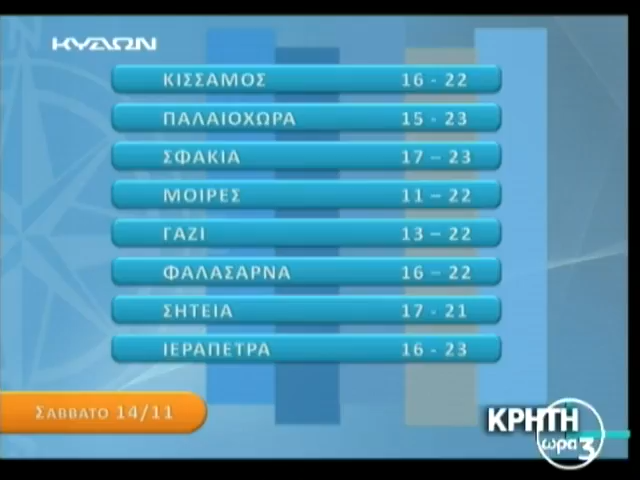 ΚΥΔΩΝ
ΚΙΣΣΑΜΟΣ 16 - 22
ΠΑΛΑΙΟΧΩΡΑ 15 - 23
ΣΦΑΚΙΑ 17 – 23
ΜΟΙΡΕΣ 11 – 22
ΓΑΖΙ 13 – 22
ΦΑΛΑΣΑΡΝΑ 16 – 22
ΣΗΤΕΙΑ 17 - 21
ΙΕΡΑΠΕΤΡΑ 16 - 23
ΣΑΒΒΑΤΟ 14/11
ΚΡΗΤΗ
ωρα 3